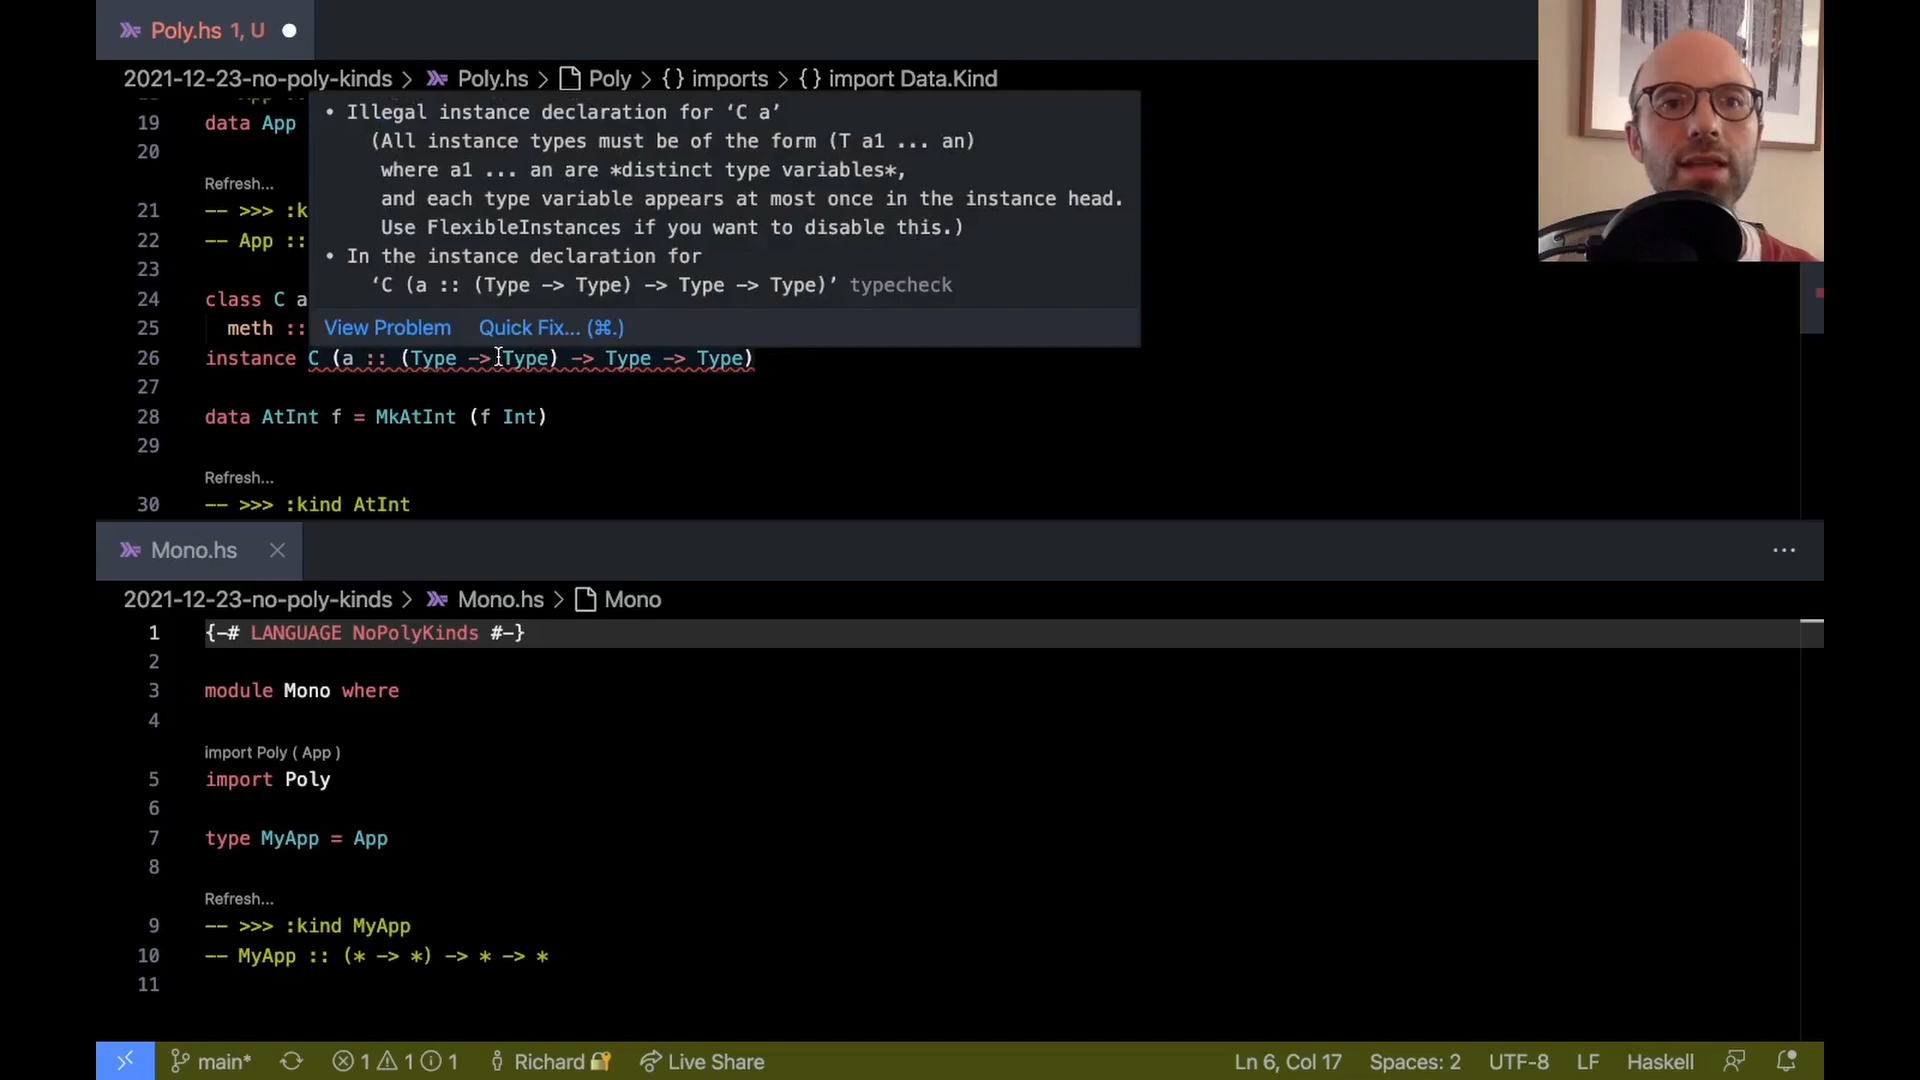 Poly.hs 1, U
2021-12-23-no-poly-kinds > Poly.hs > Poly > {} imports > {} import Data.Kind
19 data App
20
Refresh...
21 -- >>> :k
22 -- App ::
23
24 class C a
25 meth ::
26 instance C (a :: (Type -> Type) -> Type -> Type)
27
28 data AtInt f = MkAtInt (f Int)
29
Refresh...
30 -- >>> :kind AtInt
• Illegal instance declaration for ‘C a’
(All instance types must be of the form (T a1 ... an)
where a1 ... an are *distinct type variables*,
and each type variable appears at most once in the instance head.
Use FlexibleInstances if you want to disable this.)
• In the instance declaration for
‘C (a :: (Type -> Type) -> Type -> Type)’ typecheck
View Problem Quick Fix... (⌘.)
Mono.hs
2021-12-23-no-poly-kinds > Mono.hs > Mono
1 {-# LANGUAGE NoPolyKinds #-}
2
3 module Mono where
4
import Poly ( App )
5 import Poly
6
7 type MyApp = App
8
Refresh...
9 -- >>> :kind MyApp
10 -- MyApp :: (* -> *) -> * -> *
11
main* 1 1 1 Richard Live Share Ln 6, Col 17 Spaces: 2 UTF-8 LF Haskell